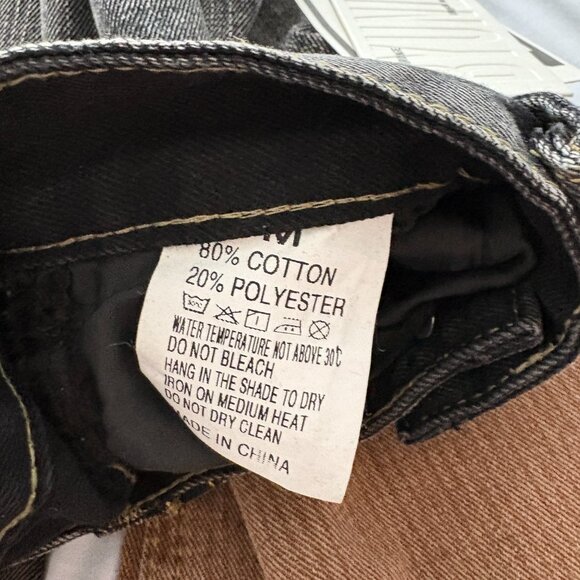 M
80% COTTON
20% POLYESTER
30℃
WATER TEMPERATURE NOT ABOVE 30℃
DO NOT BLEACH
HANG IN THE SHADE TO DRY
IRON ON MEDIUM HEAT
DO NOT DRY CLEAN
MADE IN CHINA